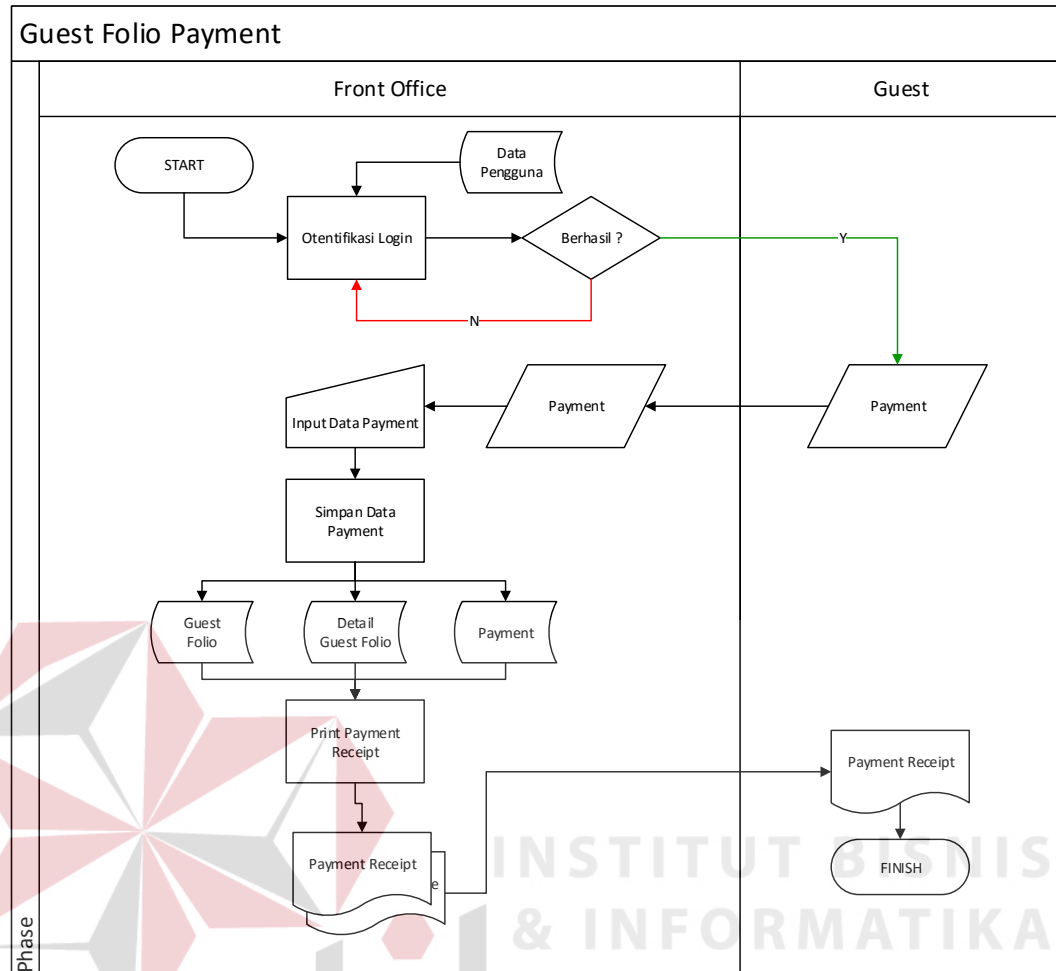 Guest Folio Payment
Front Office
Guest
START
Data
Pengguna
Otentifikasi Login
Berhasil ?
Y
N
Input Data Payment
Payment
Payment
Simpan Data
Payment
Guest
Folio
Detail
Guest Folio
Payment
Print Payment
Receipt
Payment Receipt
Payment Receipt
e
FINISH
INSTITUT BISNIS
& INFORMATIKA
Phase